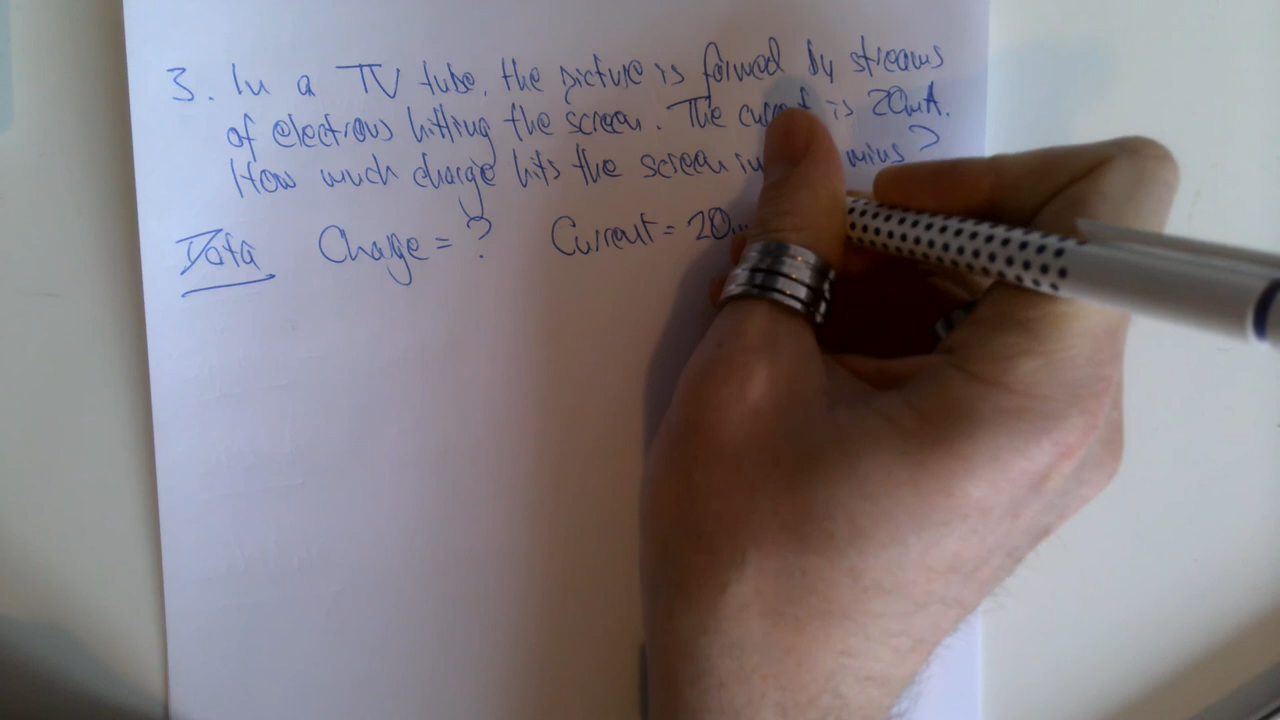 3. In a TV tube, the picture is formed by streams
of electrons hitting the screen. The current is 20mA.
How much charge hits the screen in mins?
Data Charge = ? Current = 20